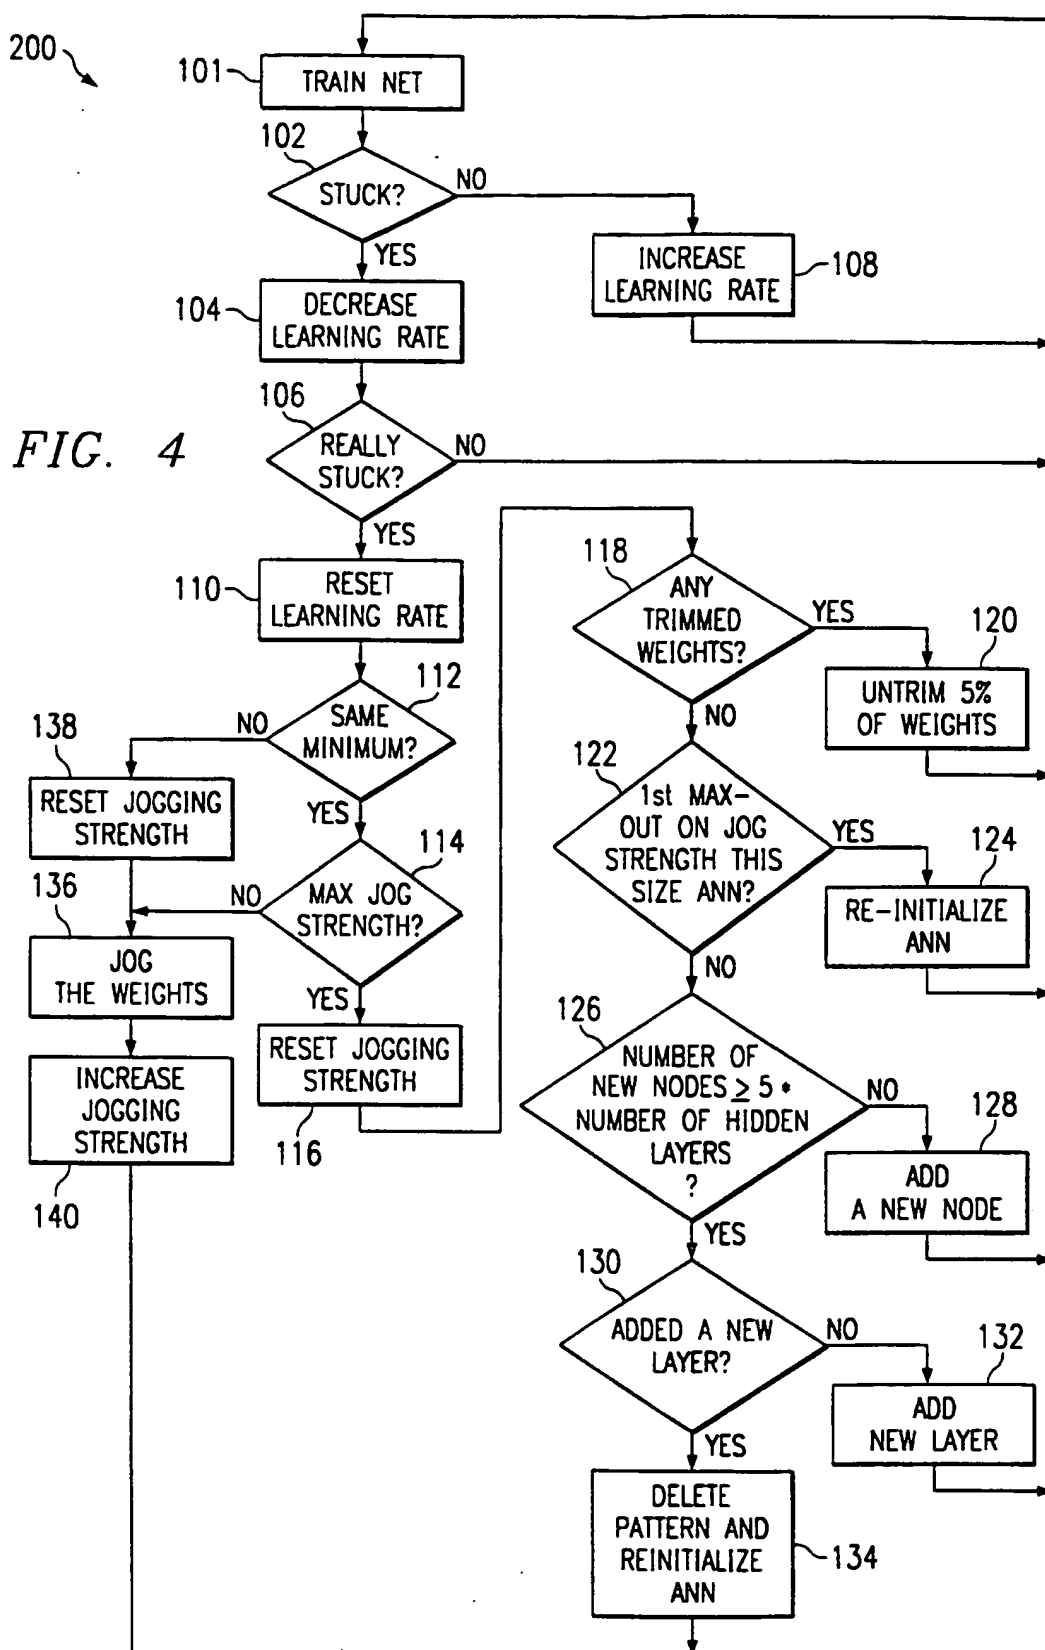 200
101
TRAIN NET
102
STUCK?
NO
YES
INCREASE
LEARNING RATE
108
104
DECREASE
LEARNING RATE
106
FIG. 4
REALLY
STUCK?
NO
YES
110
RESET
LEARNING RATE
112
SAME
MINIMUM?
NO
YES
138
RESET JOGGING
STRENGTH
114
MAX JOG
STRENGTH?
NO
YES
136
JOG
THE WEIGHTS
RESET JOGGING
STRENGTH
116
INCREASE
JOGGING
STRENGTH
140
118
ANY
TRIMMED
WEIGHTS?
YES
NO
120
UNTRIM 5%
OF WEIGHTS
122
1st MAX-
OUT ON JOG
STRENGTH THIS
SIZE ANN?
YES
NO
124
RE-INITIALIZE
ANN
126
NUMBER OF
NEW NODES ≥ 5 *
NUMBER OF HIDDEN
LAYERS
?
NO
YES
128
ADD
A NEW NODE
130
ADDED A NEW
LAYER?
NO
YES
132
ADD
NEW LAYER
DELETE
PATTERN AND
REINITIALIZE
ANN
134